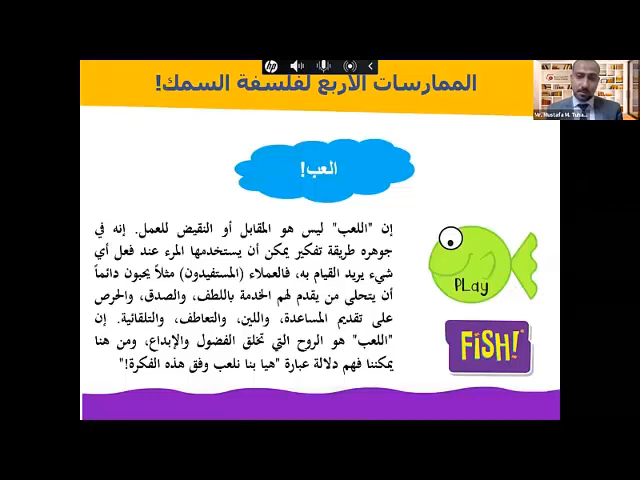 الممارسات الأربع لفلسفة السمك!
العب!
إن "اللعب" ليس هو المقابل أو النقيض للعمل. إنه في
جوهره طريقة تفكير يمكن أن يستخدمها المرء عند فعل أي
شيء يريد القيام به، فالعملاء (المستفيدون) مثلاً يحبون دائماً
أن يتحلى من يقدم لهم الخدمة باللطف، والصدق، والحرص
على تقديم المساعدة، واللين، والتعاطف، والتلقائية. إن
"اللعب" هو الروح التي تخلق الفضول والإبداع، ومن هنا
يمكننا فهم دلالة عبارة "هيا بنا نلعب وفق هذه الفكرة!"
PLay
FiSH!
hp
Mr. Mustafa M.